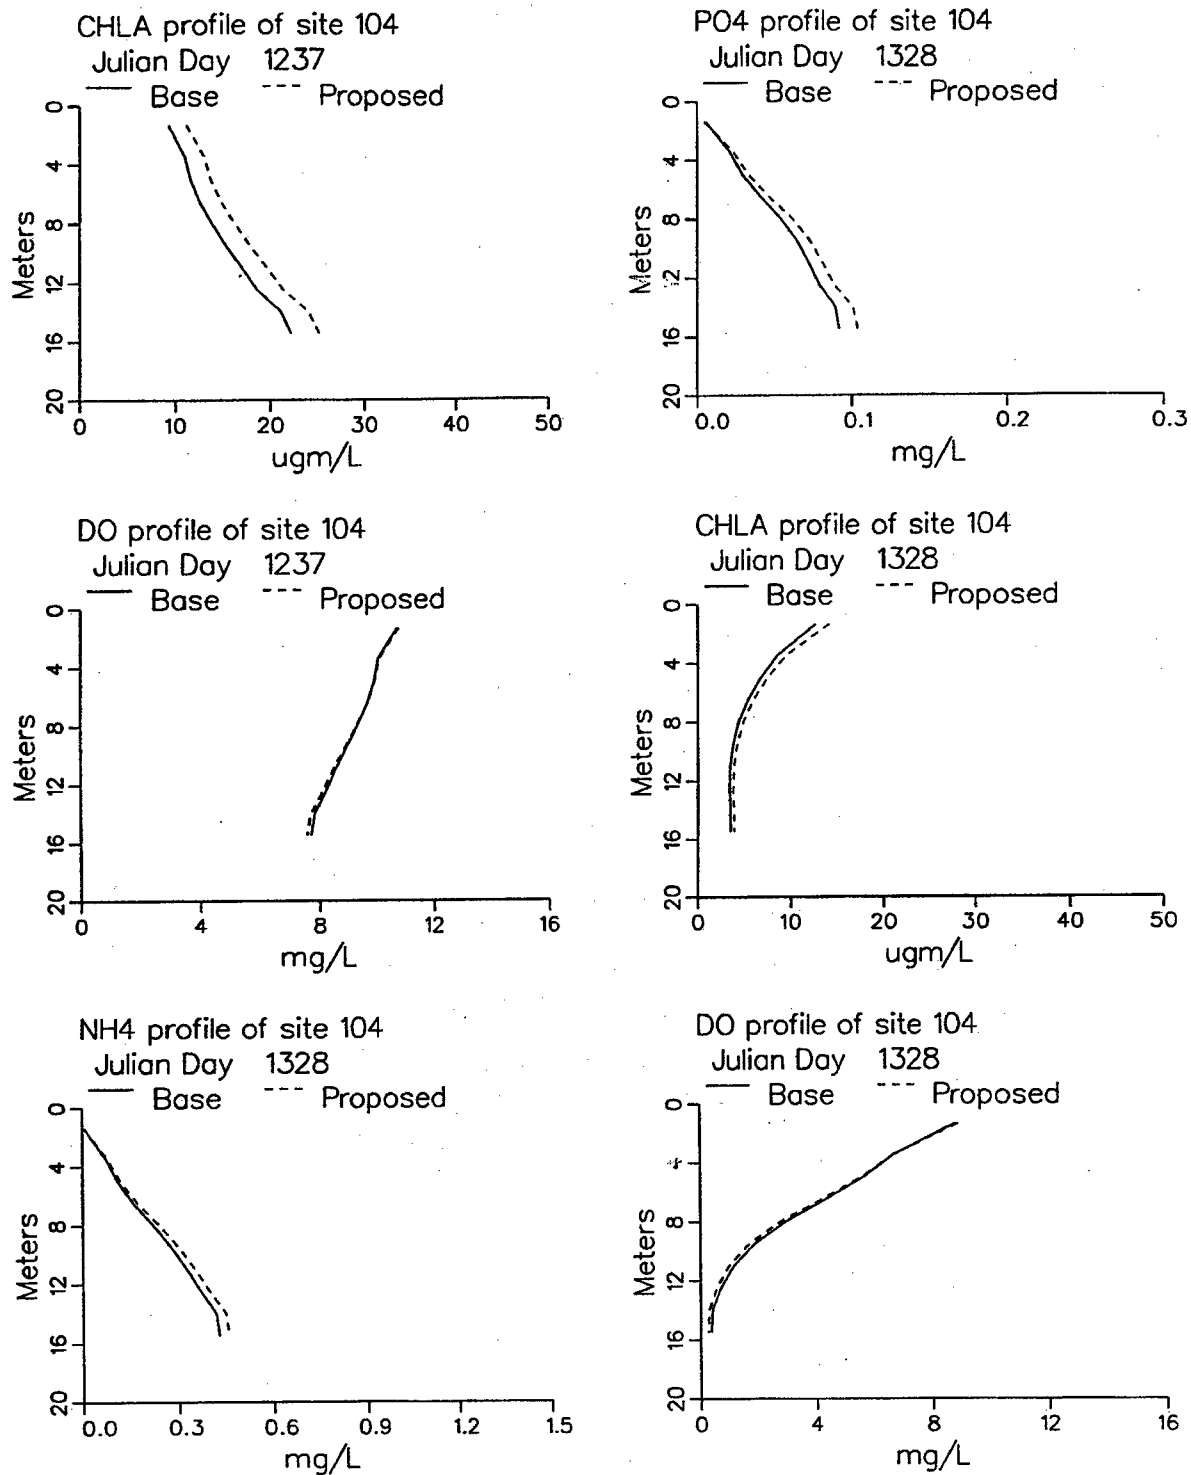 CHLA profile of site 104
Julian Day 1237
Base Proposed
0
4
8
12
16
20
Meters
0 10 20 30 40 50
ugm/L
DO profile of site 104
Julian Day 1237
Base Proposed
0
4
8
12
16
20
Meters
0 4 8 12 16
mg/L
NH4 profile of site 104
Julian Day 1328
Base Proposed
0
4
8
12
16
20
Meters
0.0 0.3 0.6 0.9 1.2 1.5
mg/L
PO4 profile of site 104
Julian Day 1328
Base Proposed
0
4
8
12
16
20
Meters
0.0 0.1 0.2 0.3
mg/L
CHLA profile of site 104
Julian Day 1328
Base Proposed
0
4
8
12
16
20
Meters
0 10 20 30 40 50
ugm/L
DO profile of site 104
Julian Day 1328
Base Proposed
0
4
8
12
16
20
Meters
0 4 8 12 16
mg/L